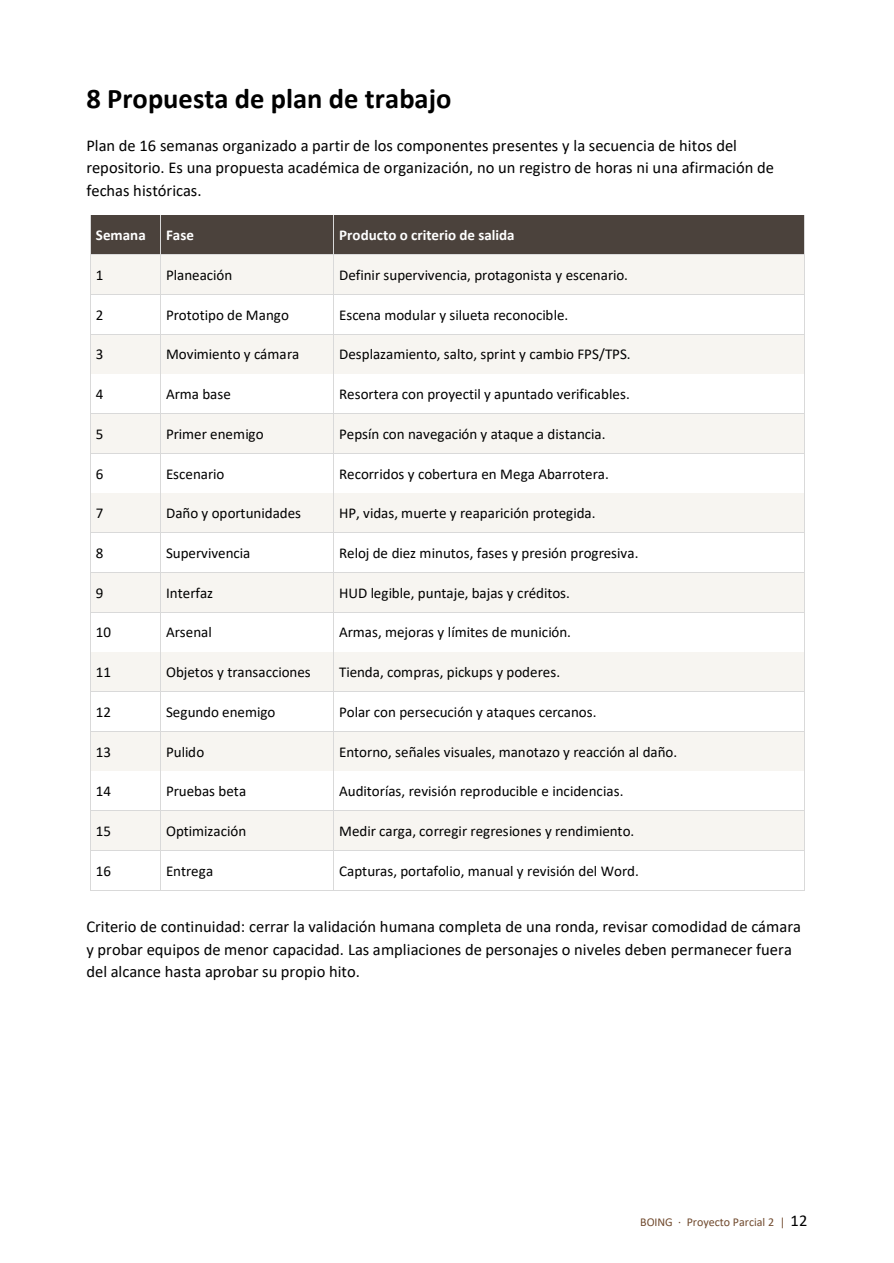 8 Propuesta de plan de trabajo
Plan de 16 semanas organizado a partir de los componentes presentes y la secuencia de hitos del
repositorio. Es una propuesta académica de organización, no un registro de horas ni una afirmación de
fechas históricas.
Semana Fase Producto o criterio de salida
1 Planeación Definir supervivencia, protagonista y escenario.
2 Prototipo de Mango Escena modular y silueta reconocible.
3 Movimiento y cámara Desplazamiento, salto, sprint y cambio FPS/TPS.
4 Arma base Resortera con proyectil y apuntado verificables.
5 Primer enemigo Pepsín con navegación y ataque a distancia.
6 Escenario Recorridos y cobertura en Mega Abarrotera.
7 Daño y oportunidades HP, vidas, muerte y reaparición protegida.
8 Supervivencia Reloj de diez minutos, fases y presión progresiva.
9 Interfaz HUD legible, puntaje, bajas y créditos.
10 Arsenal Armas, mejoras y límites de munición.
11 Objetos y transacciones Tienda, compras, pickups y poderes.
12 Segundo enemigo Polar con persecución y ataques cercanos.
13 Pulido Entorno, señales visuales, manotazo y reacción al daño.
14 Pruebas beta Auditorías, revisión reproducible e incidencias.
15 Optimización Medir carga, corregir regresiones y rendimiento.
16 Entrega Capturas, portafolio, manual y revisión del Word.
Criterio de continuidad: cerrar la validación humana completa de una ronda, revisar comodidad de cámara
y probar equipos de menor capacidad. Las ampliaciones de personajes o niveles deben permanecer fuera
del alcance hasta aprobar su propio hito.
BOING · Proyecto Parcial 2 | 12